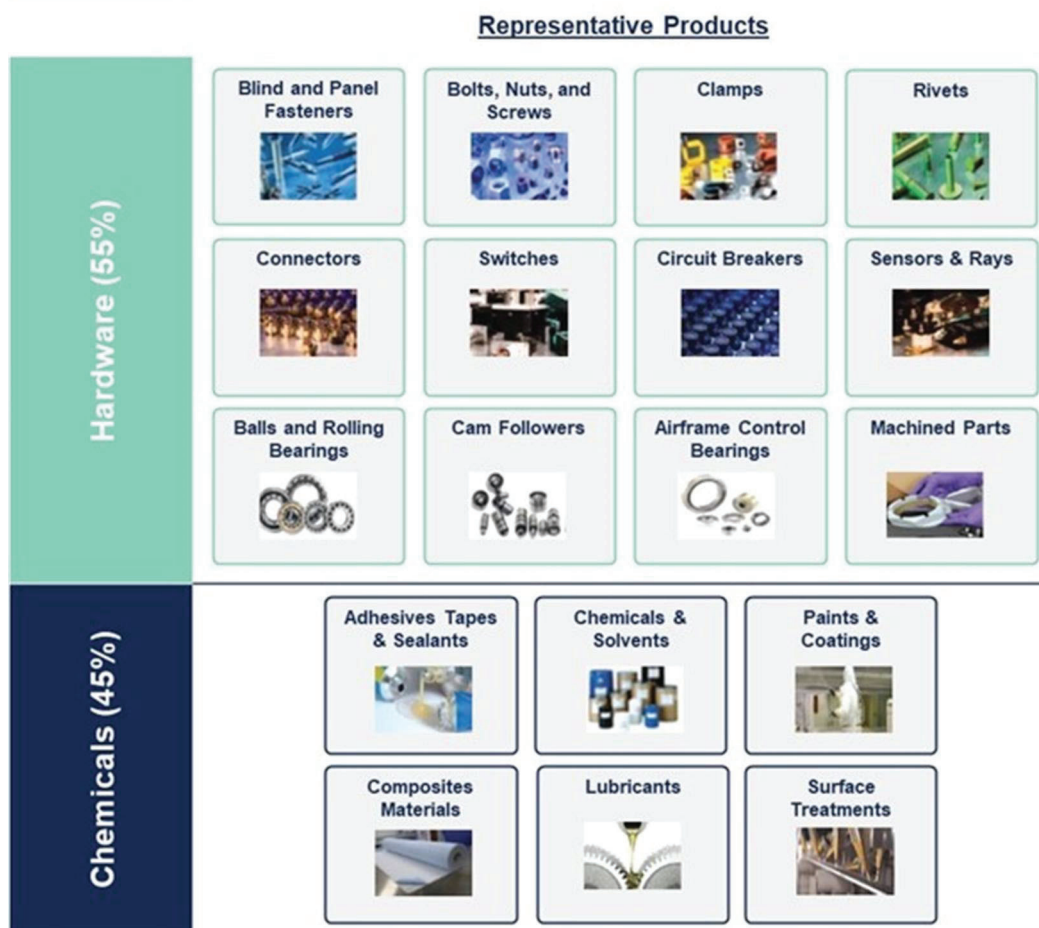 Representative Products
Hardware (55%)
Blind and Panel
Fasteners
Bolts, Nuts, and
Screws
Clamps
Rivets
Connectors
Switches
Circuit Breakers
Sensors & Rays
Balls and Rolling
Bearings
Cam Followers
Airframe Control
Bearings
Machined Parts
Chemicals (45%)
Adhesives Tapes
& Sealants
Chemicals &
Solvents
Paints &
Coatings
Composites
Materials
Lubricants
Surface
Treatments